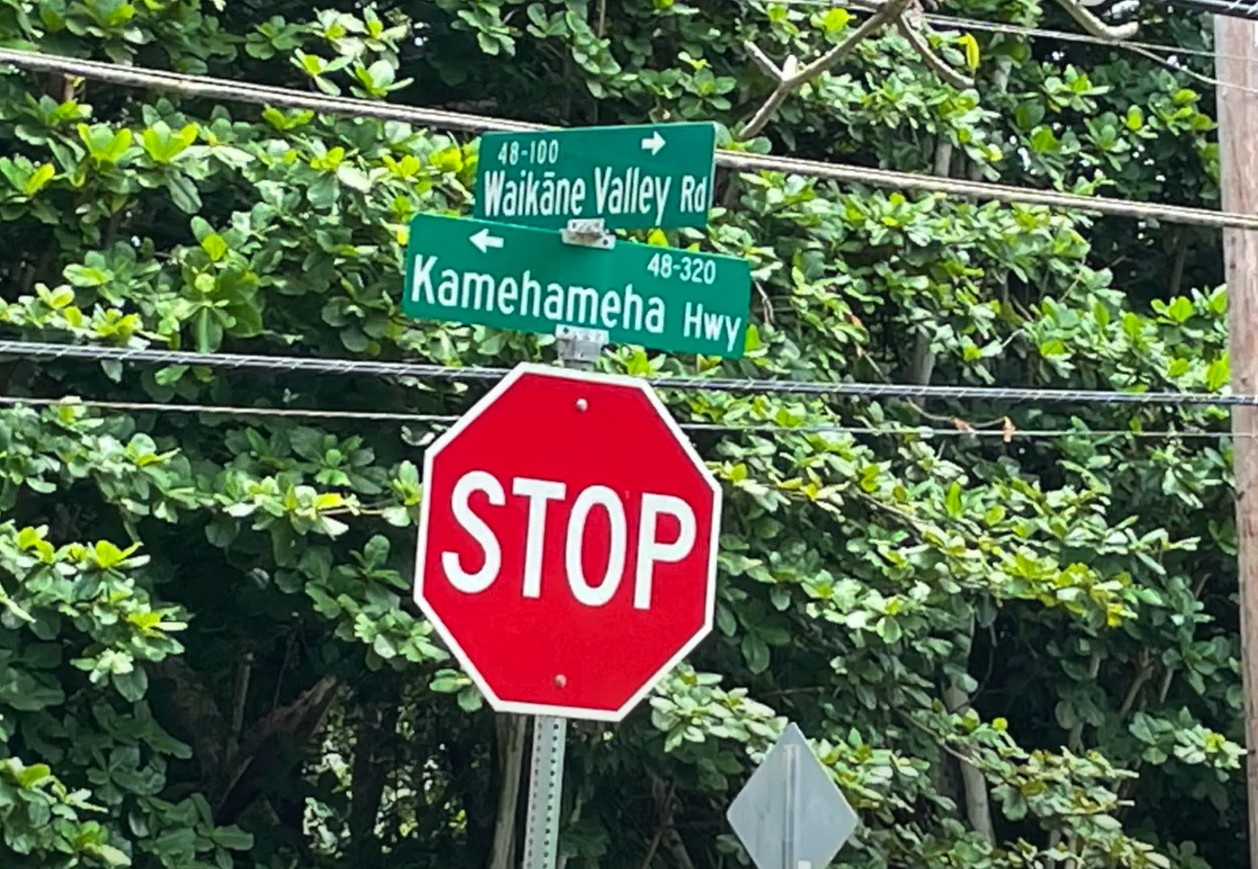 48-100 →
Waikāne Valley Rd
← 48-320
Kamehameha Hwy
STOP